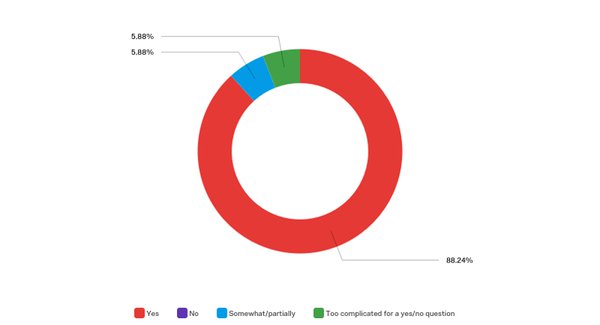 5.88%
5.88%
88.24%
Yes No Somewhat/partially Too complicated for a yes/no question